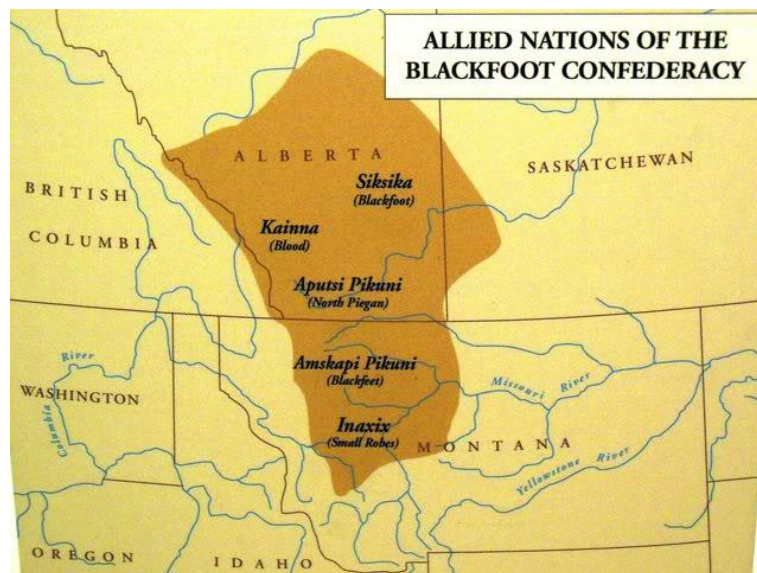 ALLIED NATIONS OF THE
BLACKFOOT CONFEDERACY
ALBERTA
SASKATCHEWAN
Siksika
(Blackfoot)
BRITISH
COLUMBIA
Kainna
(Blood)
Aputsi Pikuni
(North Piegan)
Amskapi Pikuni
(Blackfeet)
Missouri River
River
Columbia
WASHINGTON
Inaxix
(Small Robes)
MONTANA
Yellowstone River
OREGON
IDAHO